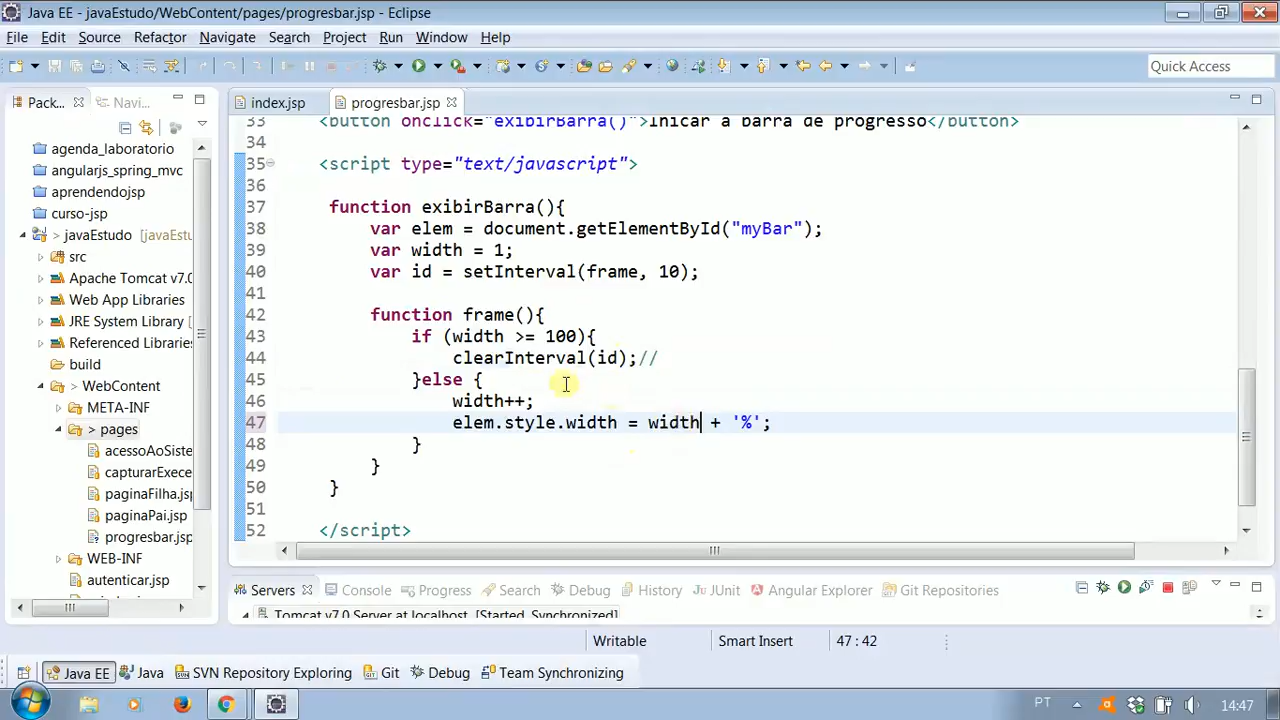 Java EE - javaEstudo/WebContent/pages/progresbar.jsp - Eclipse
File Edit Source Refactor Navigate Search Project Run Window Help
Quick Access
Pack... Navi...
index.jsp progresbar.jsp
agenda_laboratorio
angularjs_spring_mvc
aprendendojsp
curso-jsp
javaEstudo [javaEstu
src
Apache Tomcat v7.0
Web App Libraries
JRE System Library
Referenced Libraries
build
> WebContent
META-INF
> pages
acessoAoSiste
capturarExece
paginaFilha.jsp
paginaPai.jsp
progresbar.jsp
WEB-INF
autenticar.jsp
33 <button onclick="exibirBarra()">Inicar a barra de progresso</button>
34
35 <script type="text/javascript">
36
37 function exibirBarra(){
38 var elem = document.getElementById("myBar");
39 var width = 1;
40 var id = setInterval(frame, 10);
41
42 function frame(){
43 if (width >= 100){
44 clearInterval(id);//
45 }else {
46 width++;
47 elem.style.width = width + '%';
48 }
49 }
50 }
51
52 </script>
Servers Console Progress Search Debug History JUnit Angular Explorer Git Repositories
Tomcat v7.0 Server at localhost [Started, Synchronized]
Writable Smart Insert 47 : 42
Java EE Java SVN Repository Exploring Git Debug Team Synchronizing
PT 14:47